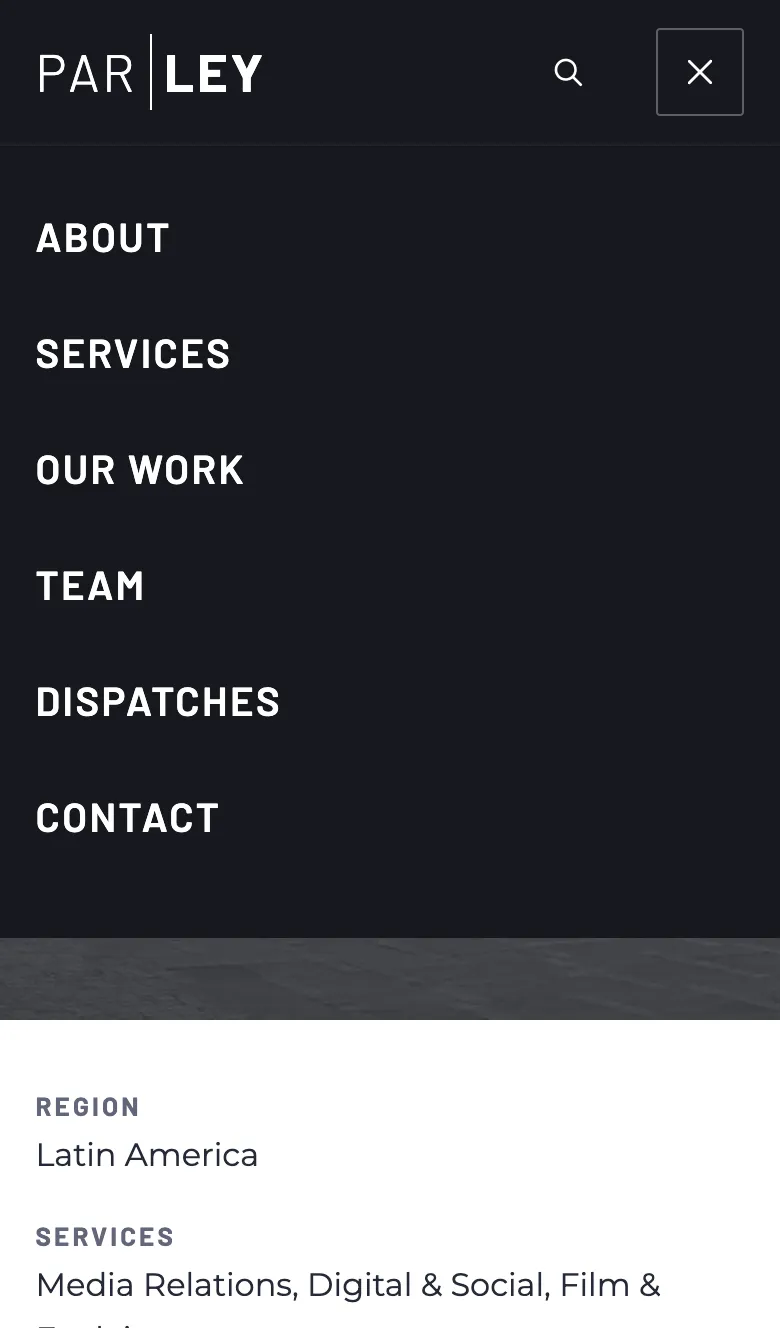 PAR|LEY
ABOUT
SERVICES
OUR WORK
TEAM
DISPATCHES
CONTACT
REGION
Latin America
SERVICES
Media Relations, Digital & Social, Film &